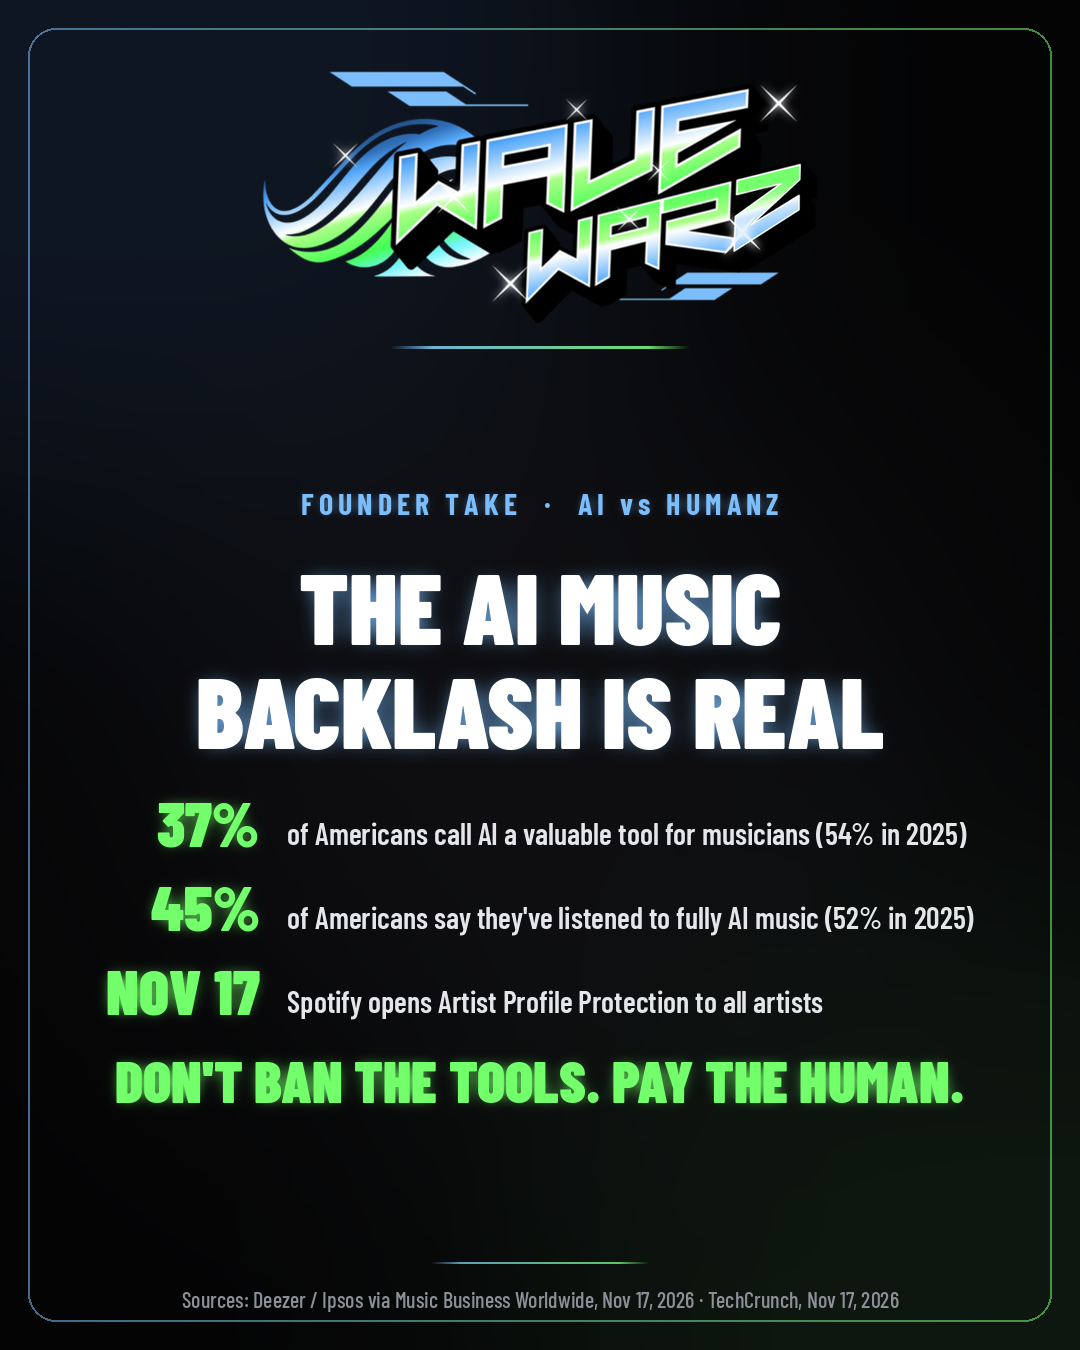 WAVE
WARZ
FOUNDER TAKE · AI vs HUMANZ
THE AI MUSIC
BACKLASH IS REAL
37% of Americans call AI a valuable tool for musicians (54% in 2025)
45% of Americans say they've listened to fully AI music (52% in 2025)
NOV 17 Spotify opens Artist Profile Protection to all artists
DON'T BAN THE TOOLS. PAY THE HUMAN.
Sources: Deezer / Ipsos via Music Business Worldwide, Nov 17, 2026 · TechCrunch, Nov 17, 2026